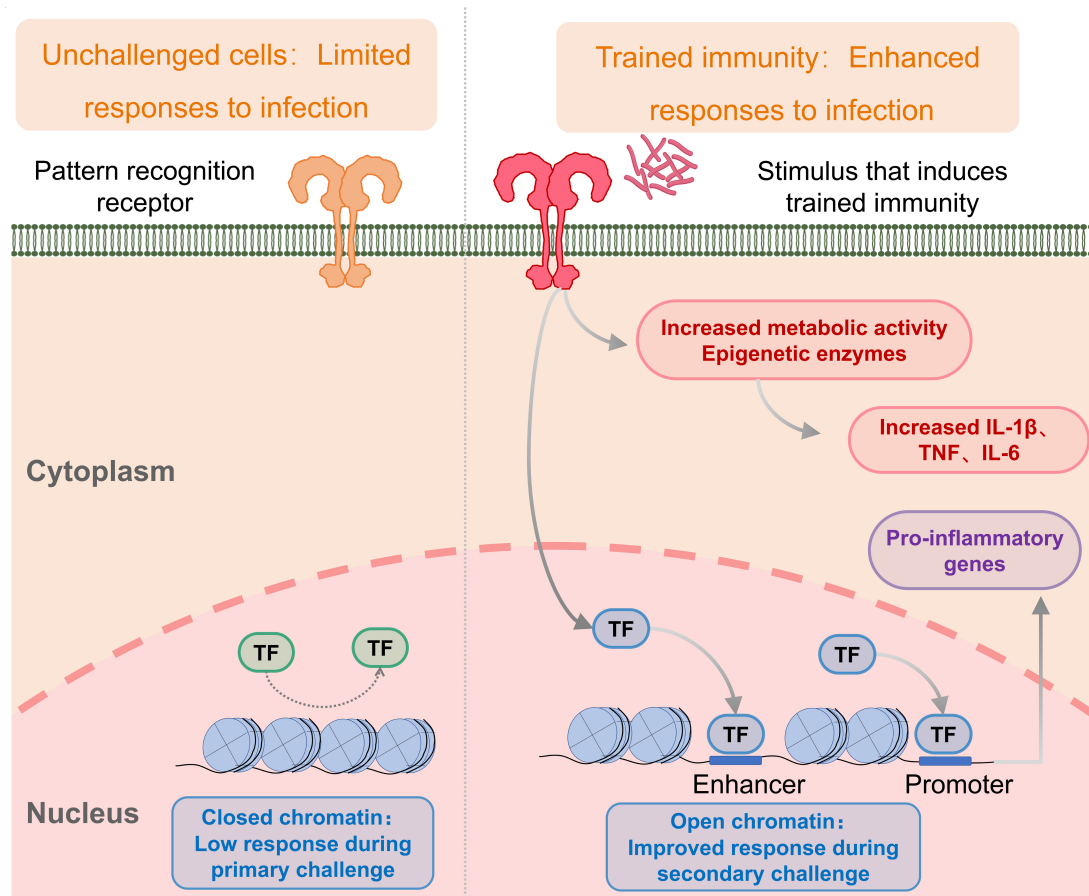 Unchallenged cells：Limited
responses to infection
Trained immunity：Enhanced
responses to infection
Pattern recognition
receptor
Stimulus that induces
trained immunity
Increased metabolic activity
Epigenetic enzymes
Increased IL-1β、
TNF、IL-6
Cytoplasm
Pro-inflammatory
genes
TF
TF
TF
TF
TF
TF
Enhancer
Promoter
Nucleus
Closed chromatin：
Low response during
primary challenge
Open chromatin：
Improved response during
secondary challenge